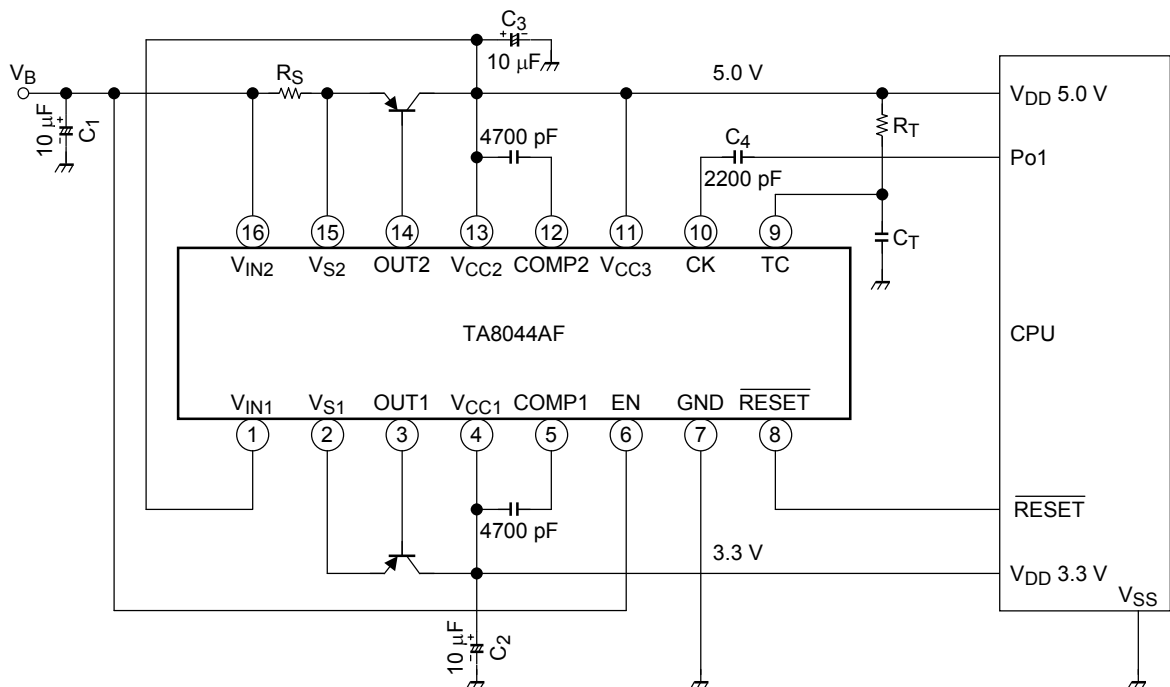 C3
+ -
10 μF
VB
RS
5.0 V
VDD 5.0 V
10 μF
+
-
C1
4700 pF
C4
RT
Po1
2200 pF
16 15 14 13 12 11 10 9
CT
VIN2 VS2 OUT2 VCC2 COMP2 VCC3 CK TC
TA8044AF
CPU
VIN1 VS1 OUT1 VCC1 COMP1 EN GND RESET
1 2 3 4 5 6 7 8
4700 pF
RESET
3.3 V
VDD 3.3 V
VSS
10 μF
+
-
C2